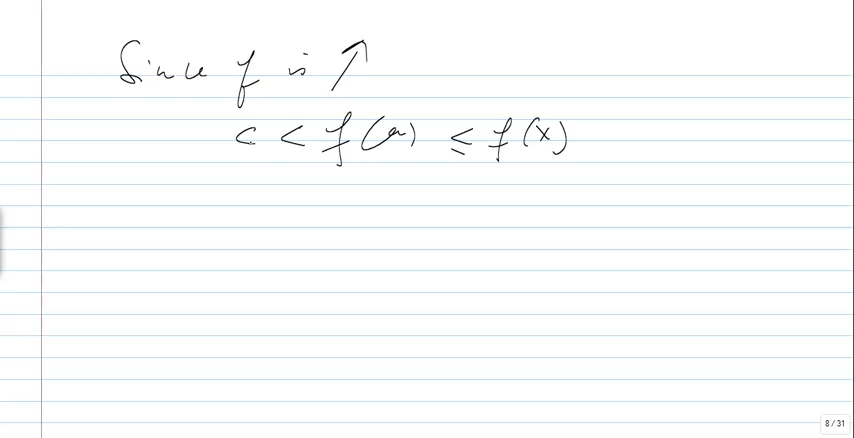 Since f is ↑
c < f(a) ≤ f(x)
8 / 31